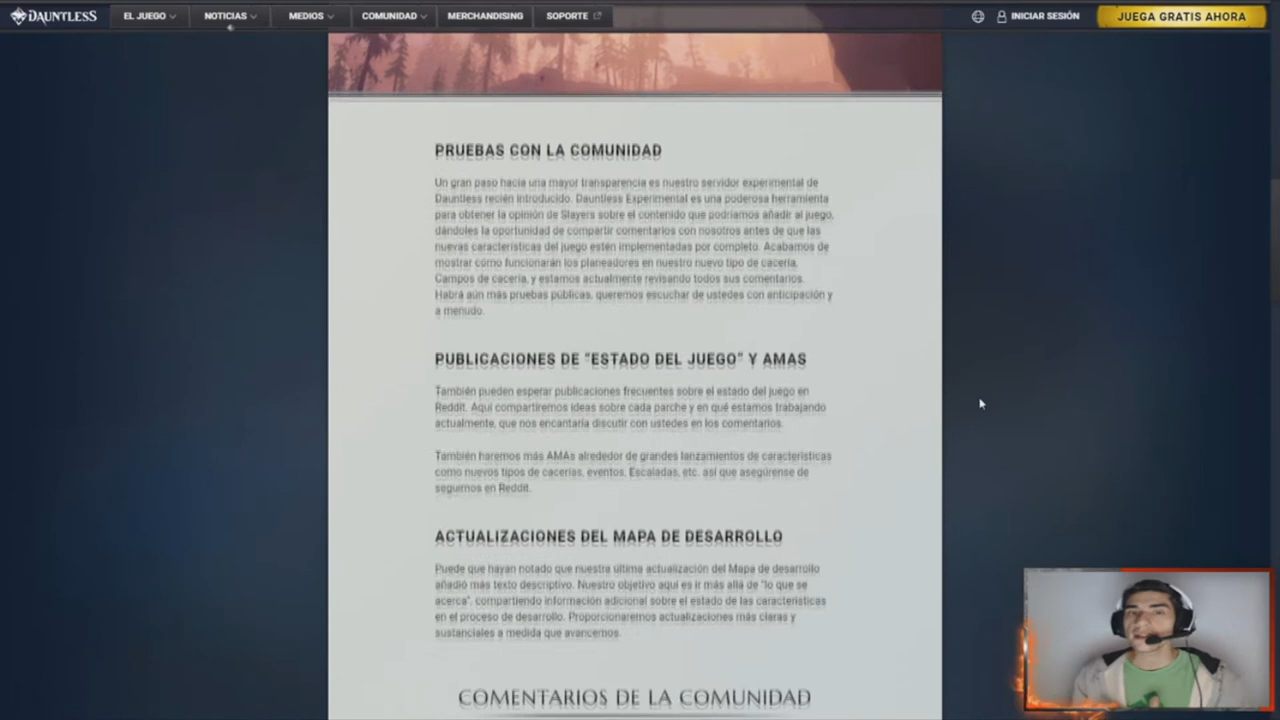 DAUNTLESS EL JUEGO NOTICIAS MEDIOS COMUNIDAD MERCHANDISING SOPORTE INICIAR SESIÓN JUEGA GRATIS AHORA
PRUEBAS CON LA COMUNIDAD
Un gran paso hacia una mayor transparencia es nuestro servidor experimental de
Dauntless recién introducido. Dauntless Experimental es una poderosa herramienta
para obtener la opinión de Slayers sobre el contenido que podríamos añadir al juego,
dándoles la oportunidad de compartir comentarios con nosotros antes de que las
nuevas características del juego estén implementadas por completo. Acabamos de
mostrar cómo funcionarán los planeadores en nuestro nuevo tipo de cacería,
Campos de cacería, y estamos actualmente revisando todos sus comentarios.
Habrá aún más pruebas públicas, queremos escuchar de ustedes con anticipación y
a menudo.
PUBLICACIONES DE "ESTADO DEL JUEGO" Y AMAS
También pueden esperar publicaciones frecuentes sobre el estado del juego en
Reddit. Aquí compartiremos ideas sobre cada parche y en qué estamos trabajando
actualmente, que nos encantaría discutir con ustedes en los comentarios.
También haremos más AMAs alrededor de grandes lanzamientos de características
como nuevos tipos de cacerías, eventos, Escaladas, etc. así que asegúrense de
seguirnos en Reddit.
ACTUALIZACIONES DEL MAPA DE DESARROLLO
Puede que hayan notado que nuestra última actualización del Mapa de desarrollo
añadió más texto descriptivo. Nuestro objetivo aquí es ir más allá de "lo que se
acerca", compartiendo información adicional sobre el estado de las características
en el proceso de desarrollo. Proporcionaremos actualizaciones más claras y
sustanciales a medida que avancemos.
COMENTARIOS DE LA COMUNIDAD